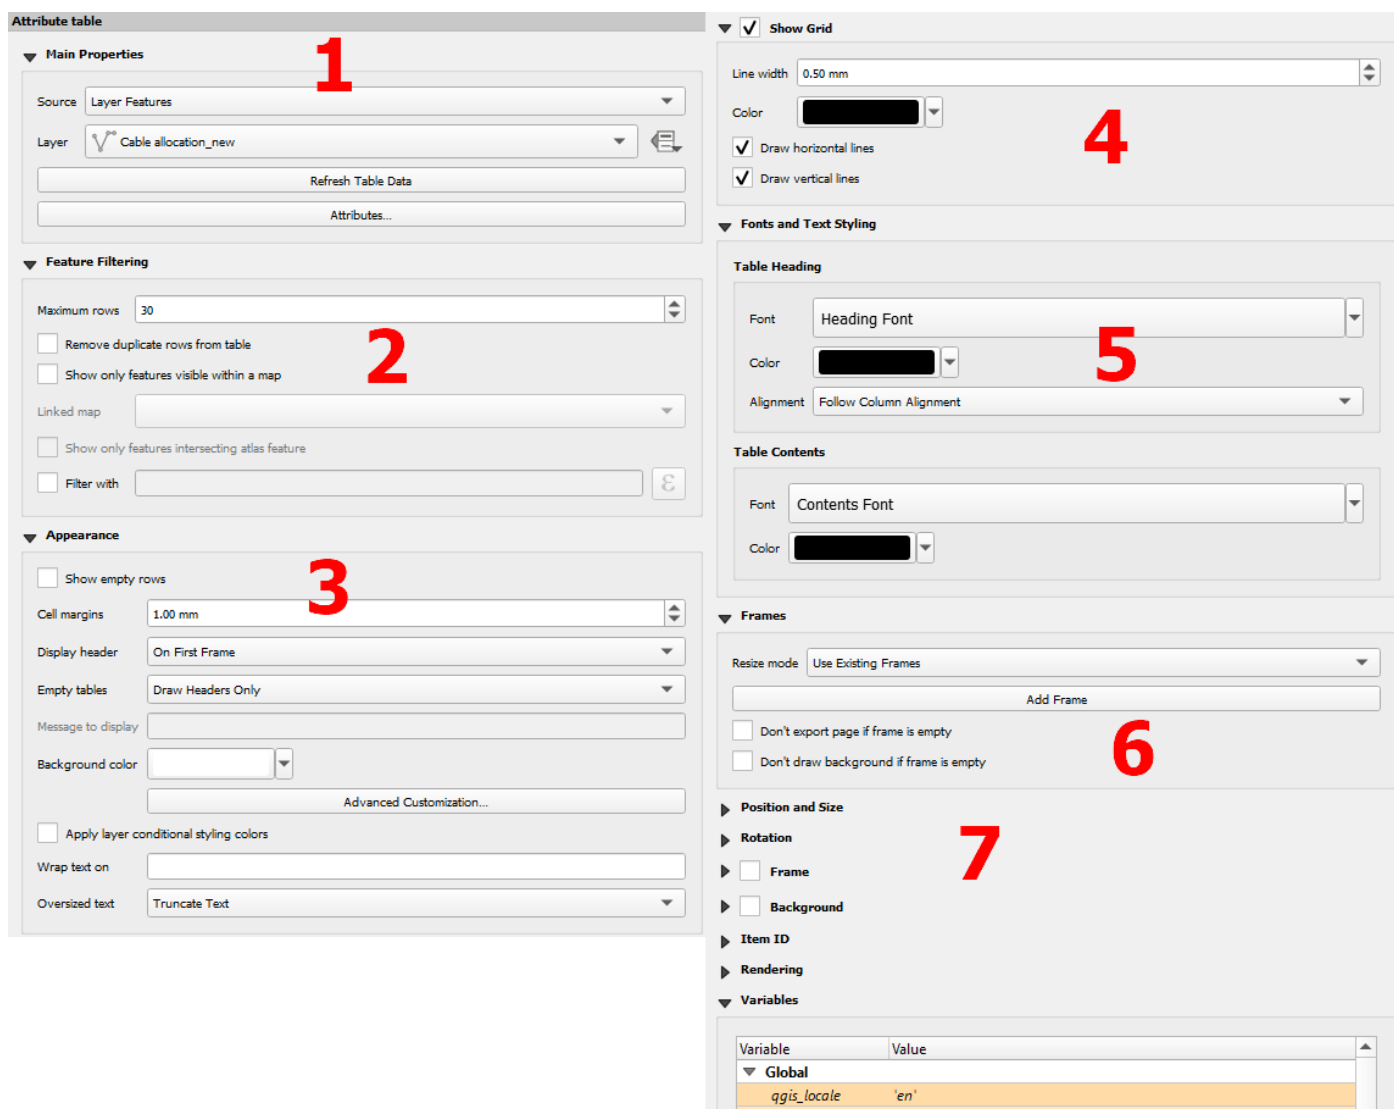 Attribute table
Main Properties
1
Source Layer Features
Layer Cable allocation_new
Refresh Table Data
Attributes...
Feature Filtering
Maximum rows 30
Remove duplicate rows from table
2
Show only features visible within a map
Linked map
Show only features intersecting atlas feature
Filter with ε
Appearance
Show empty rows
3
Cell margins 1.00 mm
Display header On First Frame
Empty tables Draw Headers Only
Message to display
Background color
Advanced Customization...
Apply layer conditional styling colors
Wrap text on
Oversized text Truncate Text
Show Grid
Line width 0.50 mm
Color
4
Draw horizontal lines
Draw vertical lines
Fonts and Text Styling
Table Heading
Font Heading Font
5
Color
Alignment Follow Column Alignment
Table Contents
Font Contents Font
Color
Frames
Resize mode Use Existing Frames
Add Frame
Don't export page if frame is empty
6
Don't draw background if frame is empty
Position and Size
Rotation
7
Frame
Background
Item ID
Rendering
Variables
Variable Value
Global
qgis_locale 'en'